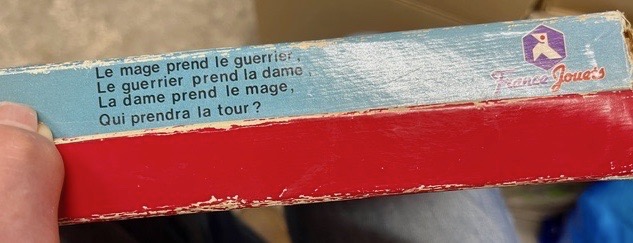 Le mage prend le guerrier,
Le guerrier prend la dame,
La dame prend le mage,
Qui prendra la tour ?
France Jouets